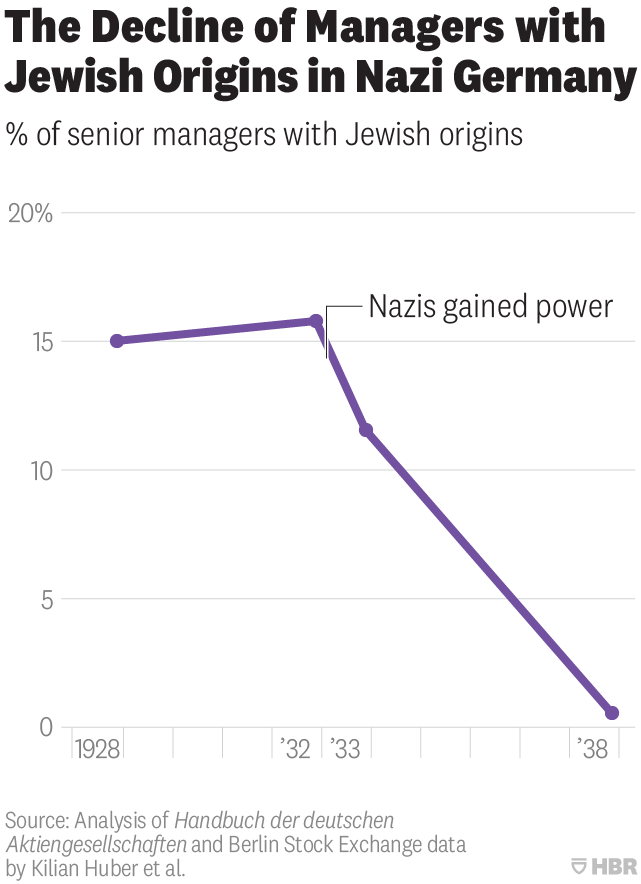 The Decline of Managers with
Jewish Origins in Nazi Germany
% of senior managers with Jewish origins
20%
Nazis gained power
15
10
5
0
1928 ’32 ’33 ’38
Source: Analysis of Handbuch der deutschen
Aktiengesellschaften and Berlin Stock Exchange data
by Kilian Huber et al.
HBR